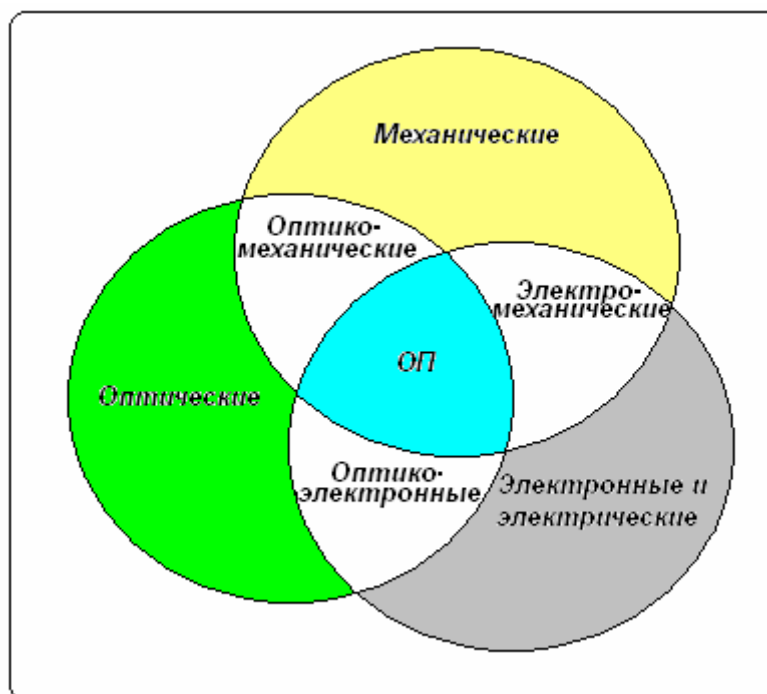 Механические
Оптико-
механические
Электро-
механические
ОП
Оптические
Оптико-
электронные
Электронные и
электрические